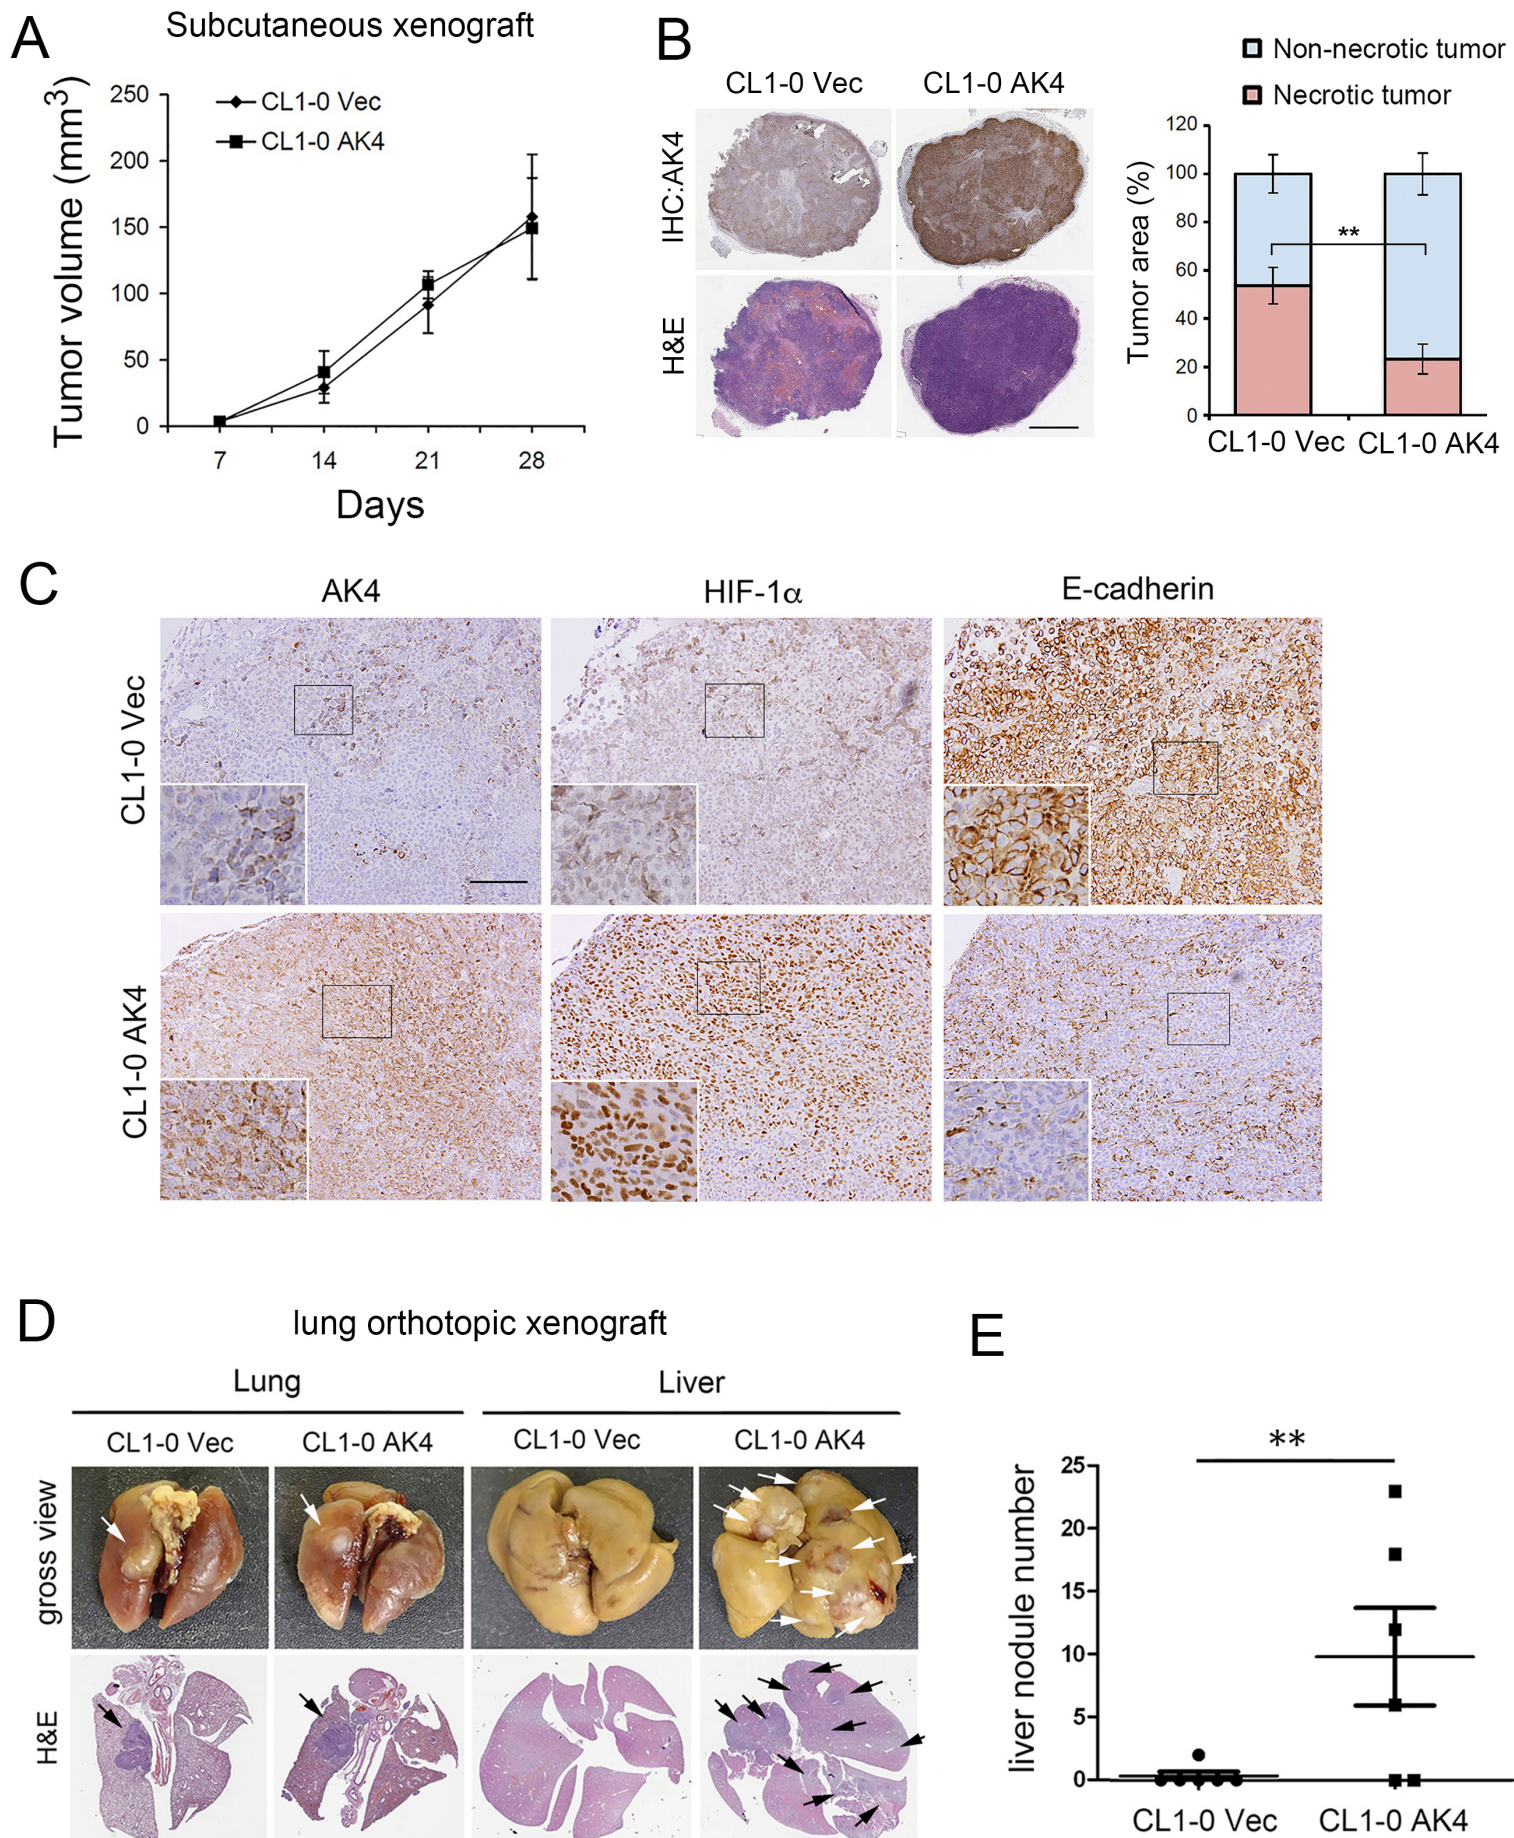 A
Subcutaneous xenograft
Tumor volume (mm3)
250
200
150
100
50
0
CL1-0 Vec
CL1-0 AK4
7 14 21 28
Days
B
CL1-0 Vec CL1-0 AK4
IHC:AK4
H&E
Non-necrotic tumor
Necrotic tumor
Tumor area (%)
120
100
80
60
40
20
0
**
CL1-0 Vec CL1-0 AK4
C
AK4 HIF-1α E-cadherin
CL1-0 Vec
CL1-0 AK4
D
lung orthotopic xenograft
Lung Liver
CL1-0 Vec CL1-0 AK4 CL1-0 Vec CL1-0 AK4
gross view
H&E
E
liver nodule number
25
20
15
10
5
0
**
CL1-0 Vec CL1-0 AK4